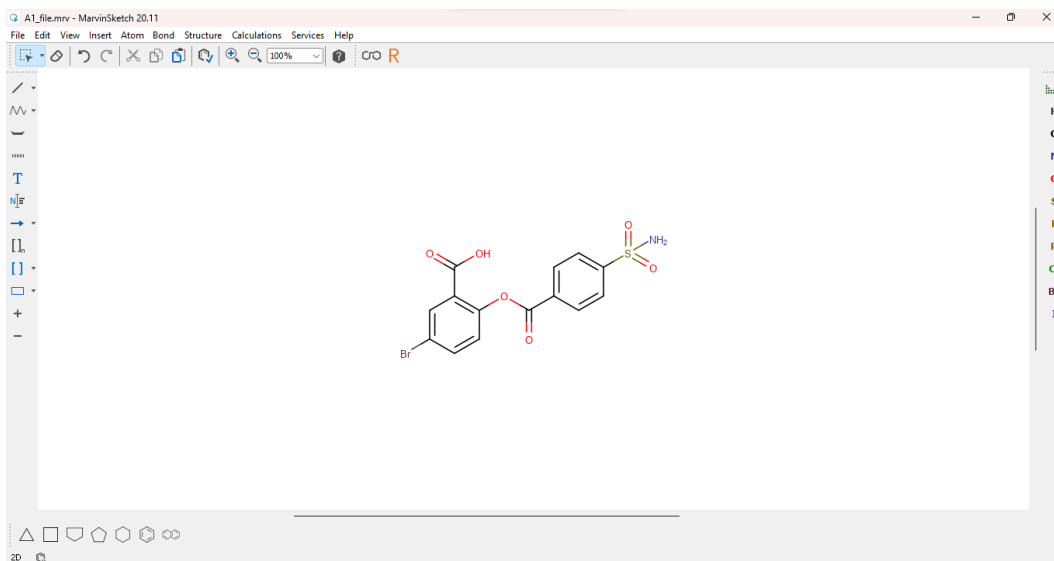 A1_file.mrv - MarvinSketch 20.11
File Edit View Insert Atom Bond Structure Calculations Services Help
100% R
T
N
[ ]n
O OH
O
O
Br
O
S
NH2
O
2D